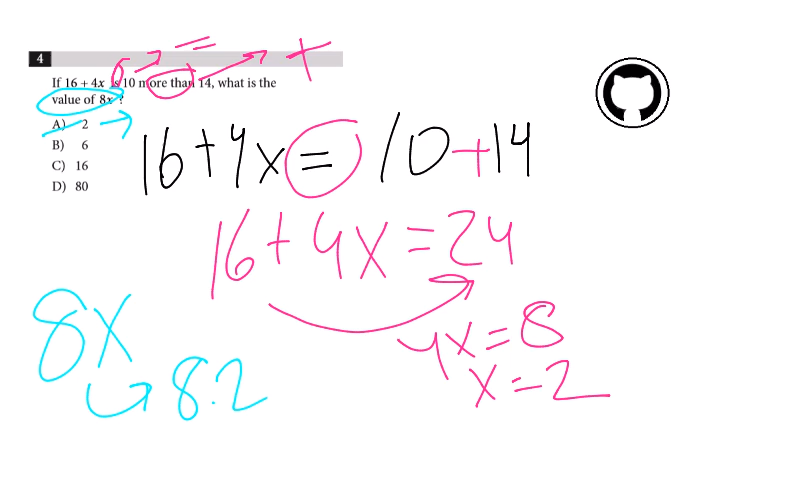 4
= +
If 16 + 4x is 10 more than 14, what is the
value of 8x ?
A) 2
B) 6
C) 16
D) 80
16+4x = 10+14
16+4x=24
4x=8
x=2
8x
8.2